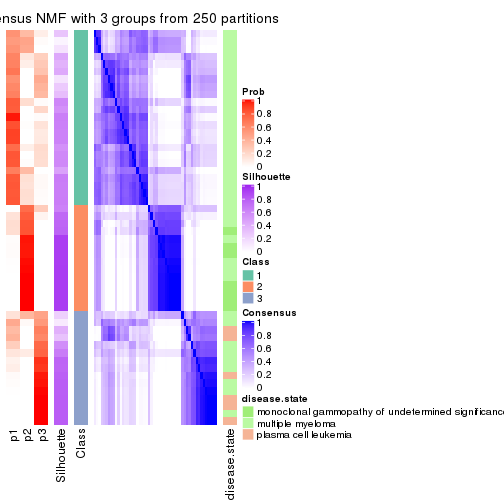 ensus NMF with 3 groups from 250 partitions
Prob
1
0.8
0.6
0.4
0.2
0
Silhouette
1
0.8
0.6
0.4
0.2
0
Class
1
2
3
Consensus
1
0.8
0.6
0.4
0.2
0
disease.state
monoclonal gammopathy of undetermined significance
multiple myeloma
plasma cell leukemia
p1
p2
p3
Silhouette
Class
disease.state